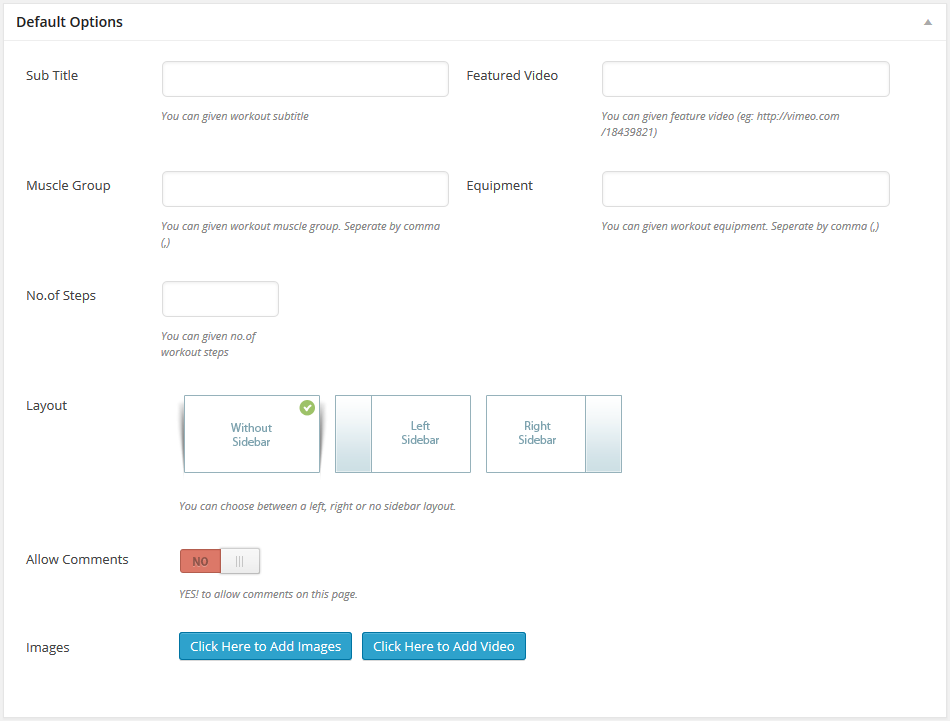 Default Options
Sub Title
Featured Video
You can given workout subtitle
You can given feature video (eg: http://vimeo.com
/18439821)
Muscle Group
Equipment
You can given workout muscle group. Seperate by comma
(,)
You can given workout equipment. Seperate by comma (,)
No.of Steps
You can given no.of
workout steps
Layout
Without
Sidebar
Left
Sidebar
Right
Sidebar
You can choose between a left, right or no sidebar layout.
Allow Comments
NO
YES! to allow comments on this page.
Images
Click Here to Add Images
Click Here to Add Video